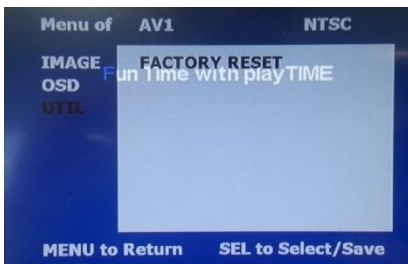 Menu of AV1 NTSC
IMAGE FACTORY RESET
Fun Time with playTIME
OSD
UTIL
MENU to Return SEL to Select/Save